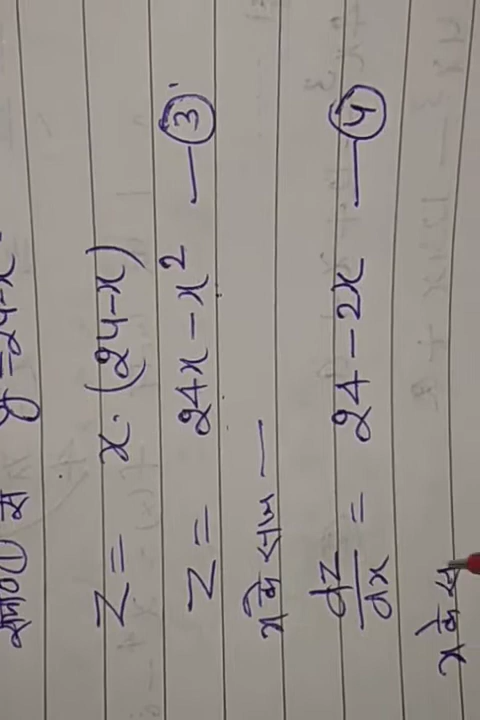 समी० ① से y = 24-x.
Z = x.(24-x)
Z = 24x - x² — ③
x के साथ —
dz/dx = 24 - 2x — ④
x के स